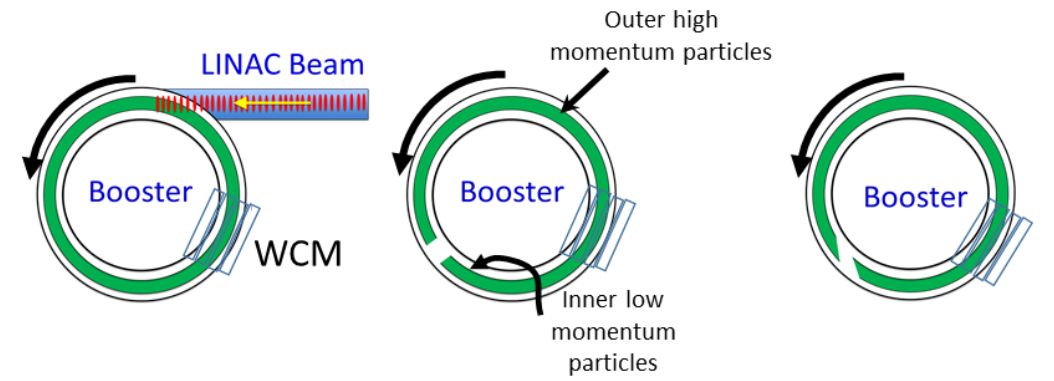 LINAC Beam
Booster
WCM
Outer high
momentum particles
Booster
Inner low
momentum
particles
Booster